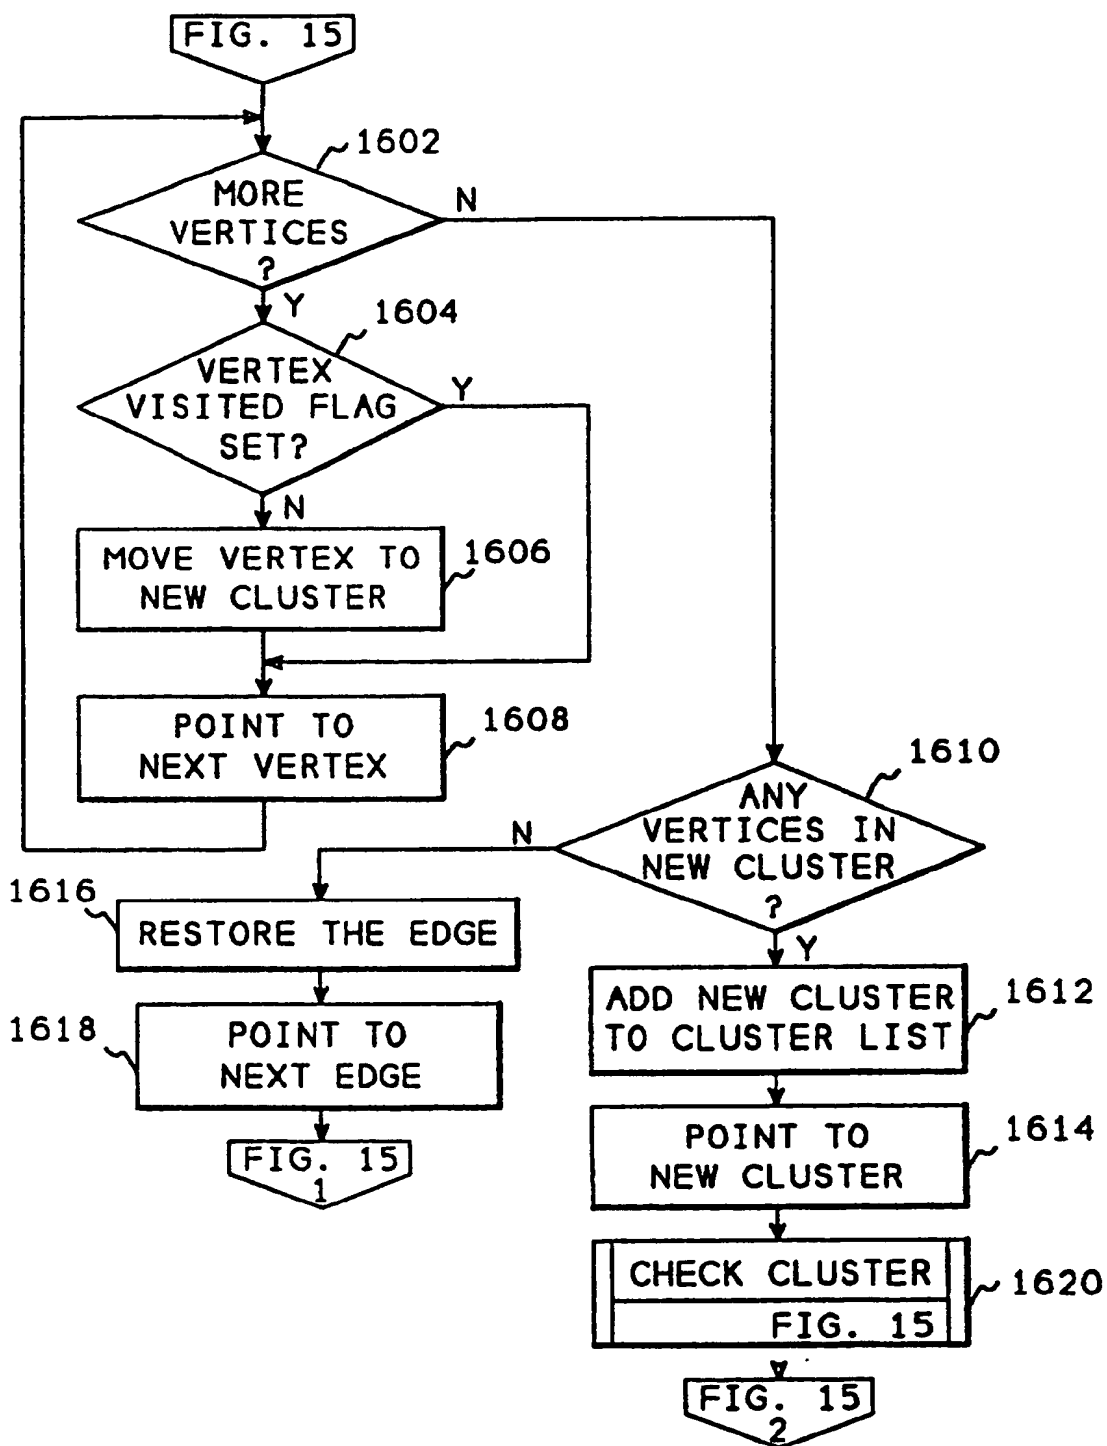 FIG. 15
1602
MORE
VERTICES
?
N
Y
1604
VERTEX
VISITED FLAG
SET?
Y
N
MOVE VERTEX TO
NEW CLUSTER
1606
POINT TO
NEXT VERTEX
1608
1610
ANY
VERTICES IN
NEW CLUSTER
?
N
Y
1616
RESTORE THE EDGE
1618
POINT TO
NEXT EDGE
FIG. 15
1
ADD NEW CLUSTER
TO CLUSTER LIST
1612
POINT TO
NEW CLUSTER
1614
CHECK CLUSTER
FIG. 15
1620
FIG. 15
2